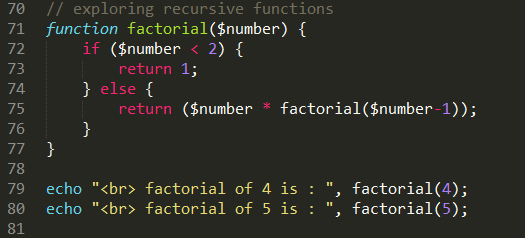 70 // exploring recursive functions
71 function factorial($number) {
72     if ($number < 2) {
73         return 1;
74     } else {
75         return ($number * factorial($number-1));
76     }
77 }
78
79 echo "<br> factorial of 4 is : ", factorial(4);
80 echo "<br> factorial of 5 is : ", factorial(5);
81